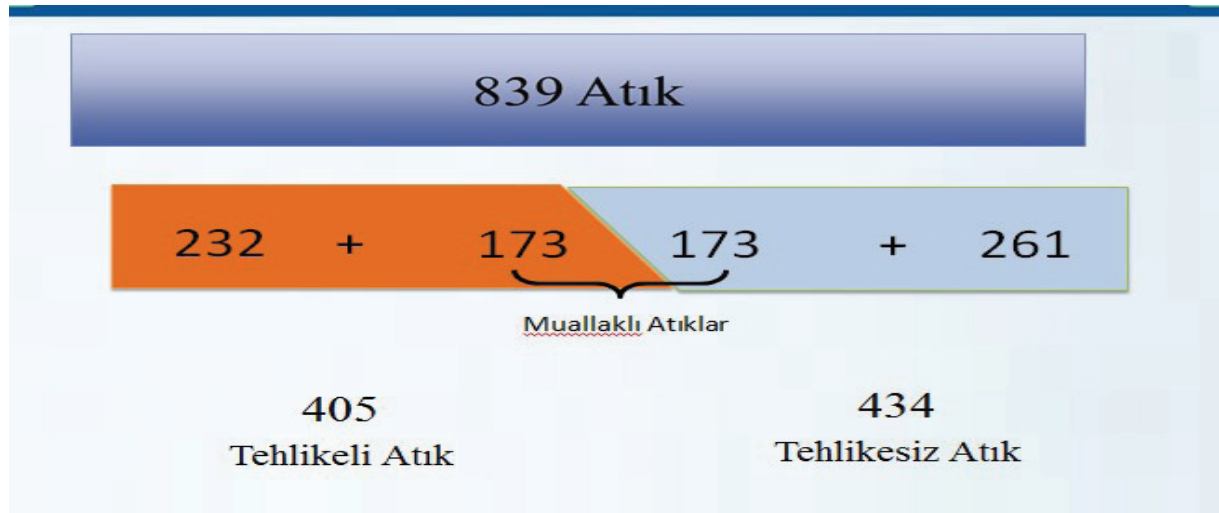 839 Atık
232 + 173 173 + 261
Muallaklı Atıklar
405
Tehlikeli Atık
434
Tehlikesiz Atık